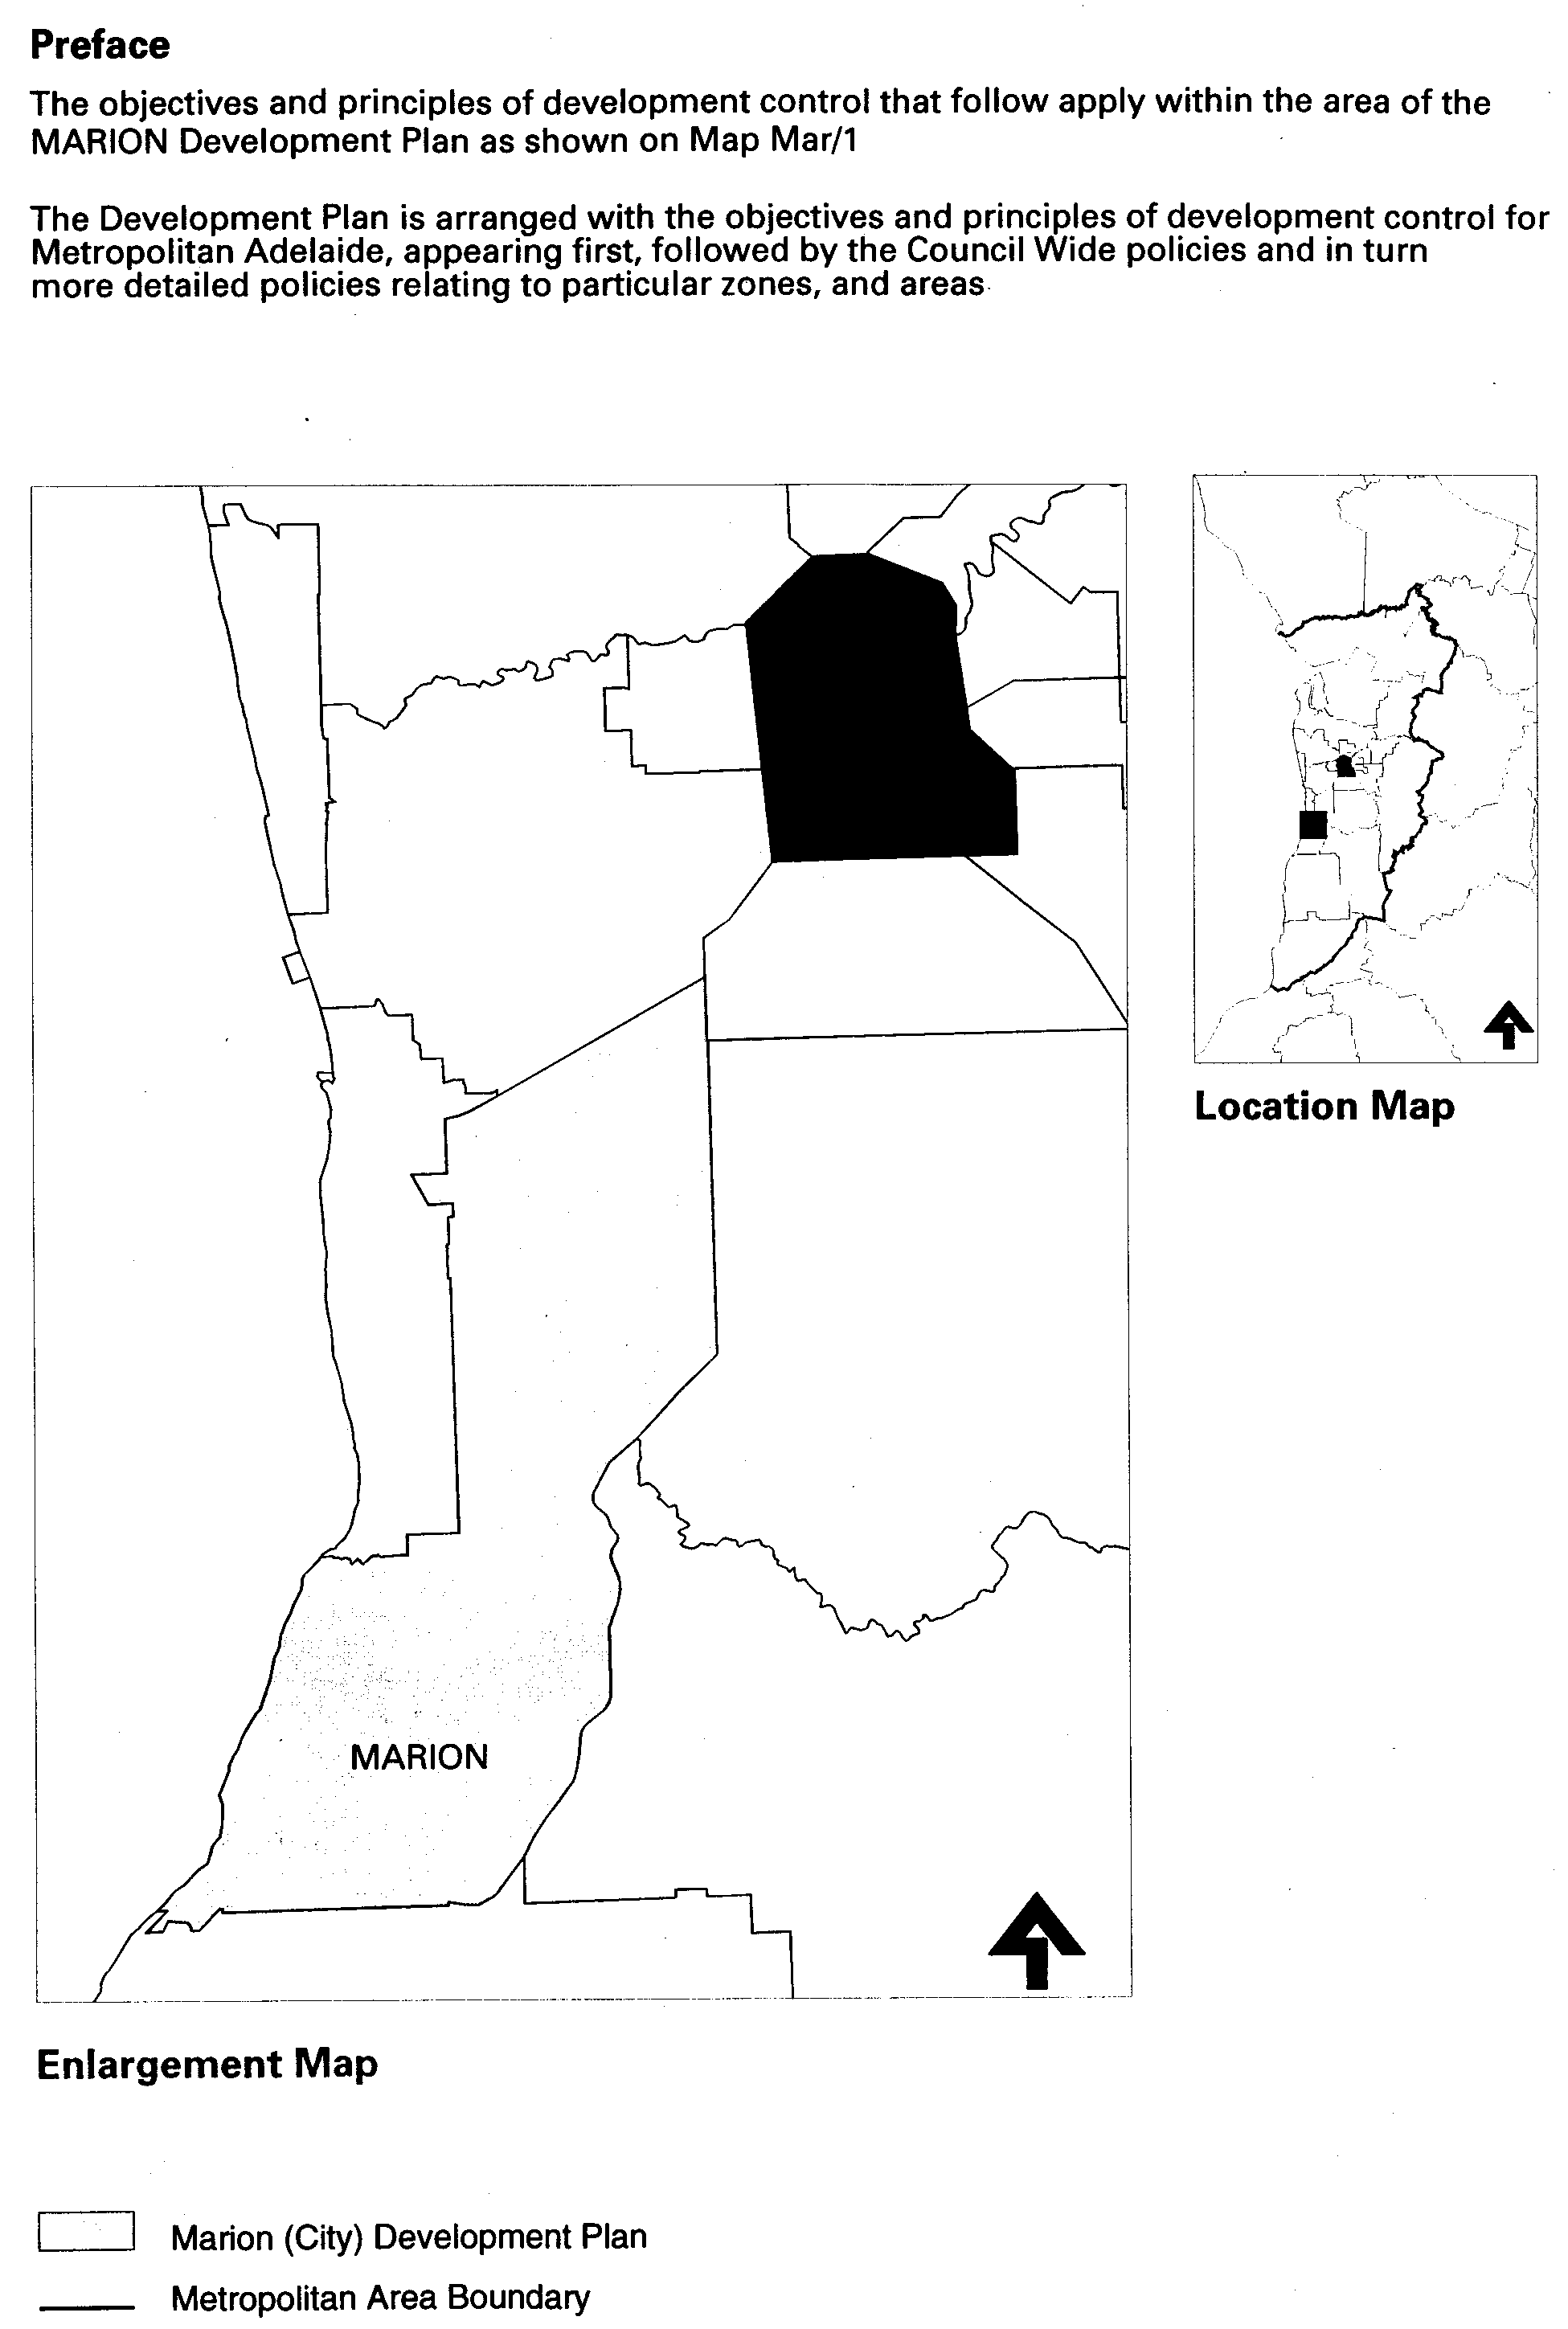 Preface
The objectives and principles of development control that follow apply within the area of the
MARION Development Plan as shown on Map Mar/1
The Development Plan is arranged with the objectives and principles of development control for
Metropolitan Adelaide, appearing first, followed by the Council Wide policies and in turn
more detailed policies relating to particular zones, and areas
Location Map
MARION
Enlargement Map
Marion (City) Development Plan
Metropolitan Area Boundary